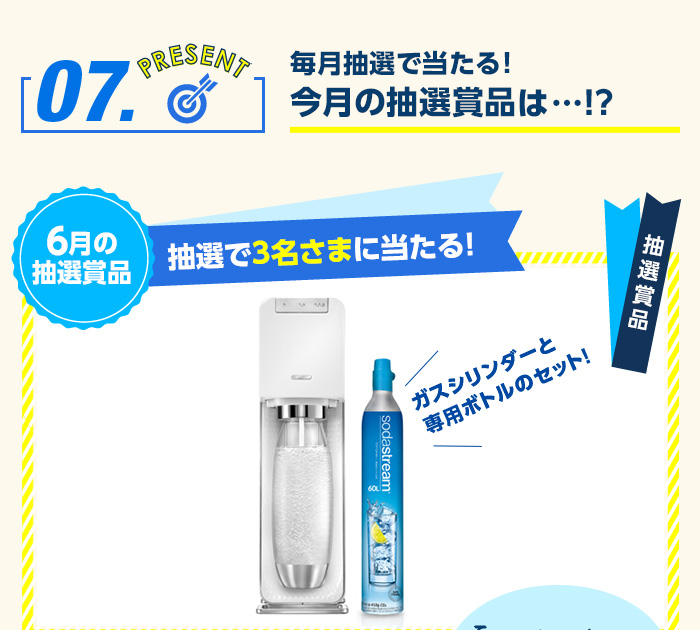 07.
PRESENT
毎月抽選で当たる!
今月の抽選賞品は…!?
6月の
抽選賞品
抽選で3名さまに当たる!
抽選賞品
ガスシリンダーと
専用ボトルのセット!
sodastream
60L